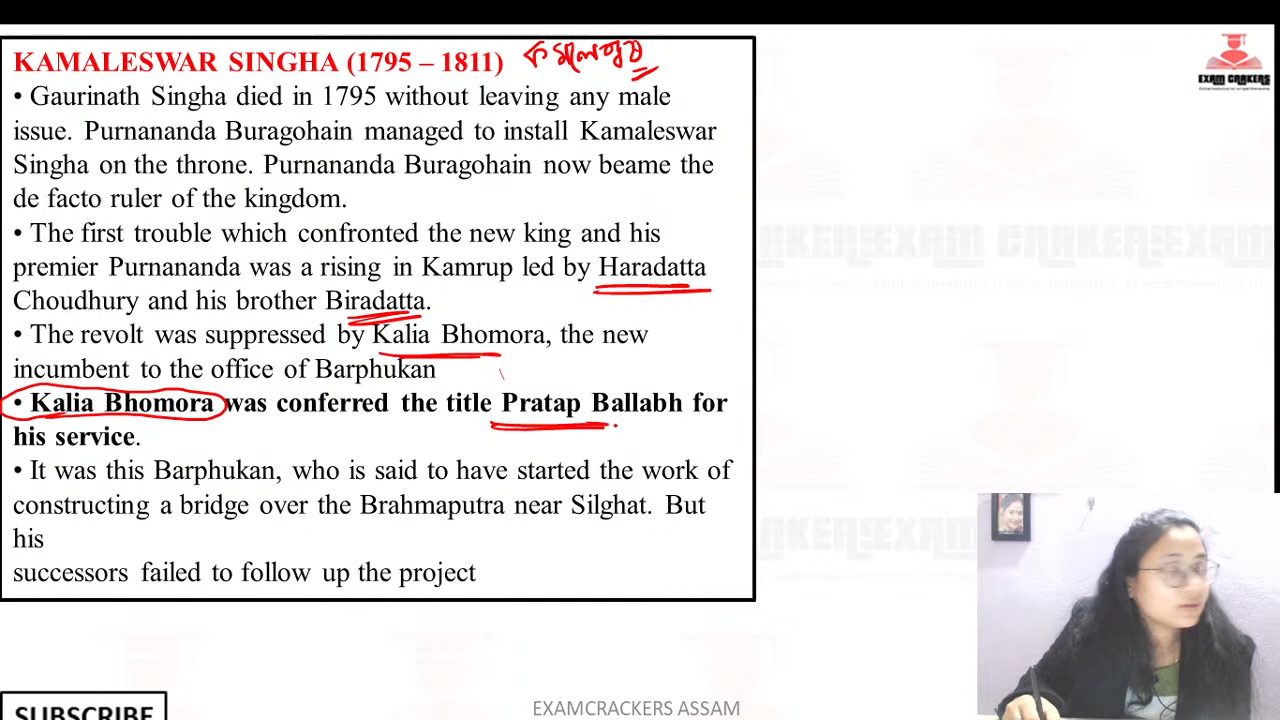 KAMALESWAR SINGHA (1795 – 1811)
EXAM CRAKERS
• Gaurinath Singha died in 1795 without leaving any male
issue. Purnananda Buragohain managed to install Kamaleswar
Singha on the throne. Purnananda Buragohain now beame the
de facto ruler of the kingdom.
• The first trouble which confronted the new king and his
premier Purnananda was a rising in Kamrup led by Haradatta
Choudhury and his brother Biradatta.
• The revolt was suppressed by Kalia Bhomora, the new
incumbent to the office of Barphukan
• Kalia Bhomora was conferred the title Pratap Ballabh for
his service.
• It was this Barphukan, who is said to have started the work of
constructing a bridge over the Brahmaputra near Silghat. But
his
successors failed to follow up the project
SUBSCRIBE
EXAMCRACKERS ASSAM